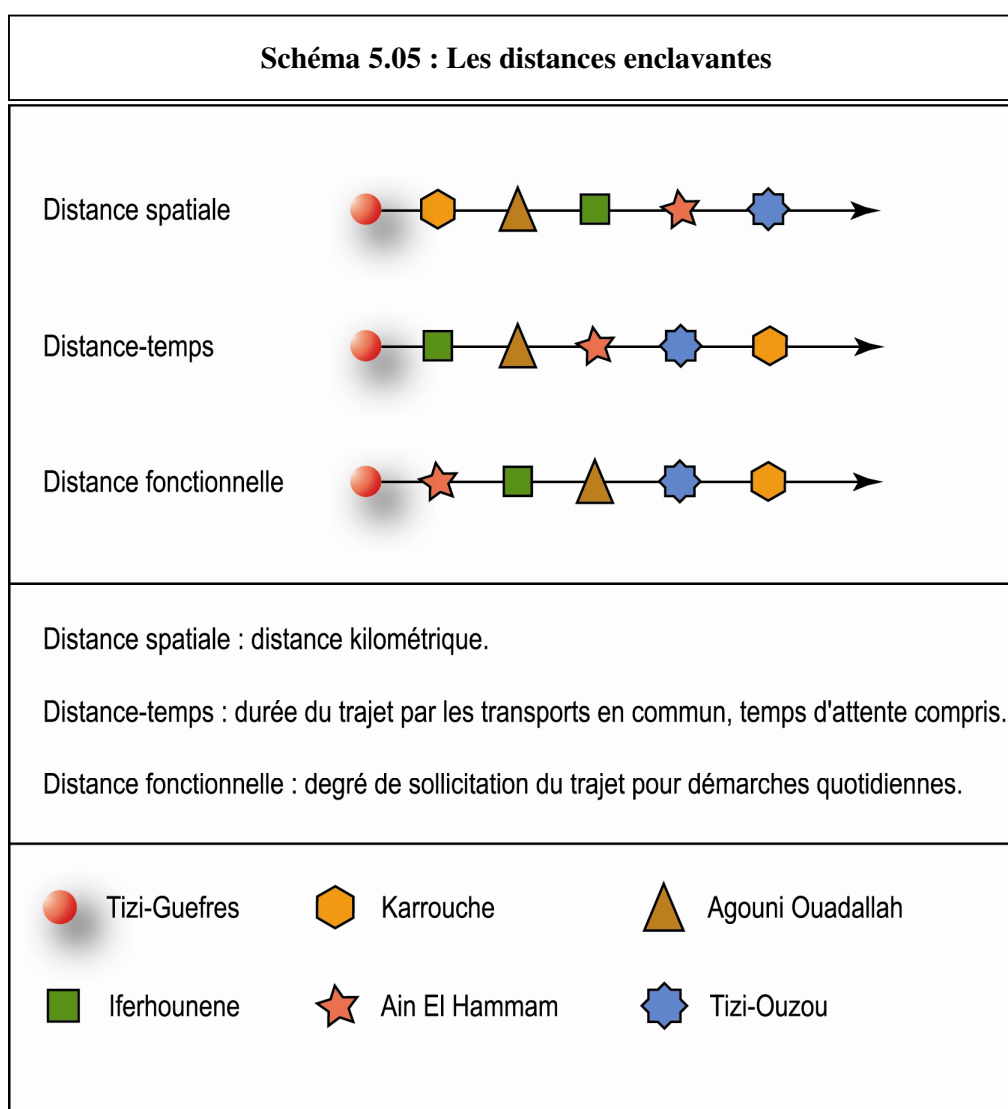 Schéma 5.05 : Les distances enclavantes
Distance spatiale
Distance-temps
Distance fonctionnelle
Distance spatiale : distance kilométrique.
Distance-temps : durée du trajet par les transports en commun, temps d'attente compris.
Distance fonctionnelle : degré de sollicitation du trajet pour démarches quotidiennes.
Tizi-Guefres Karrouche Agouni Ouadallah
Iferhounene Ain El Hammam Tizi-Ouzou